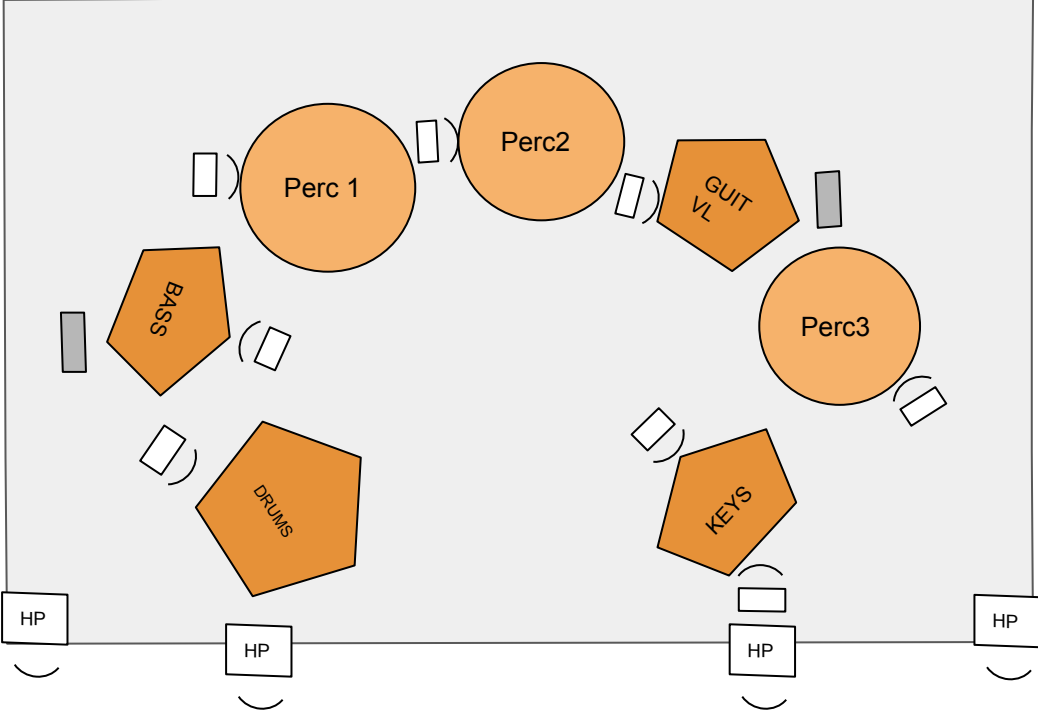 Perc 1
Perc2
GUIT
VL
BASS
Perc3
DRUMS
KEYS
HP
HP
HP
HP